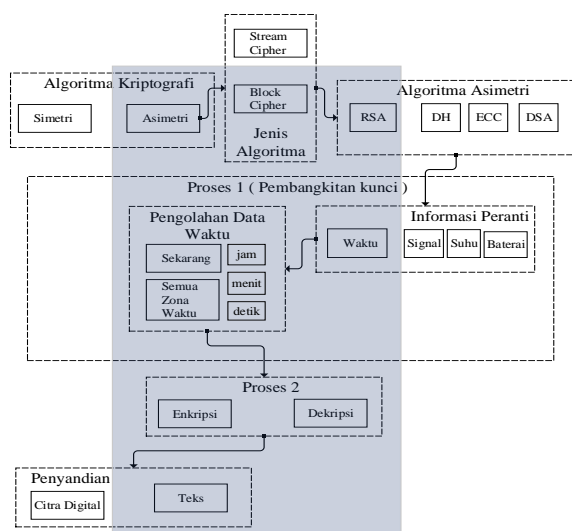 Stream
Cipher
Algoritma Kriptografi
Simetri
Asimetri
Block
Cipher
Jenis
Algoritma
Algoritma Asimetri
RSA
DH
ECC
DSA
Proses 1 ( Pembangkitan kunci )
Pengolahan Data
Waktu
Sekarang
jam
Semua
Zona
Waktu
menit
detik
Informasi Peranti
Waktu
Signal
Suhu
Baterai
Proses 2
Enkripsi
Dekripsi
Penyandian
Citra Digital
Teks